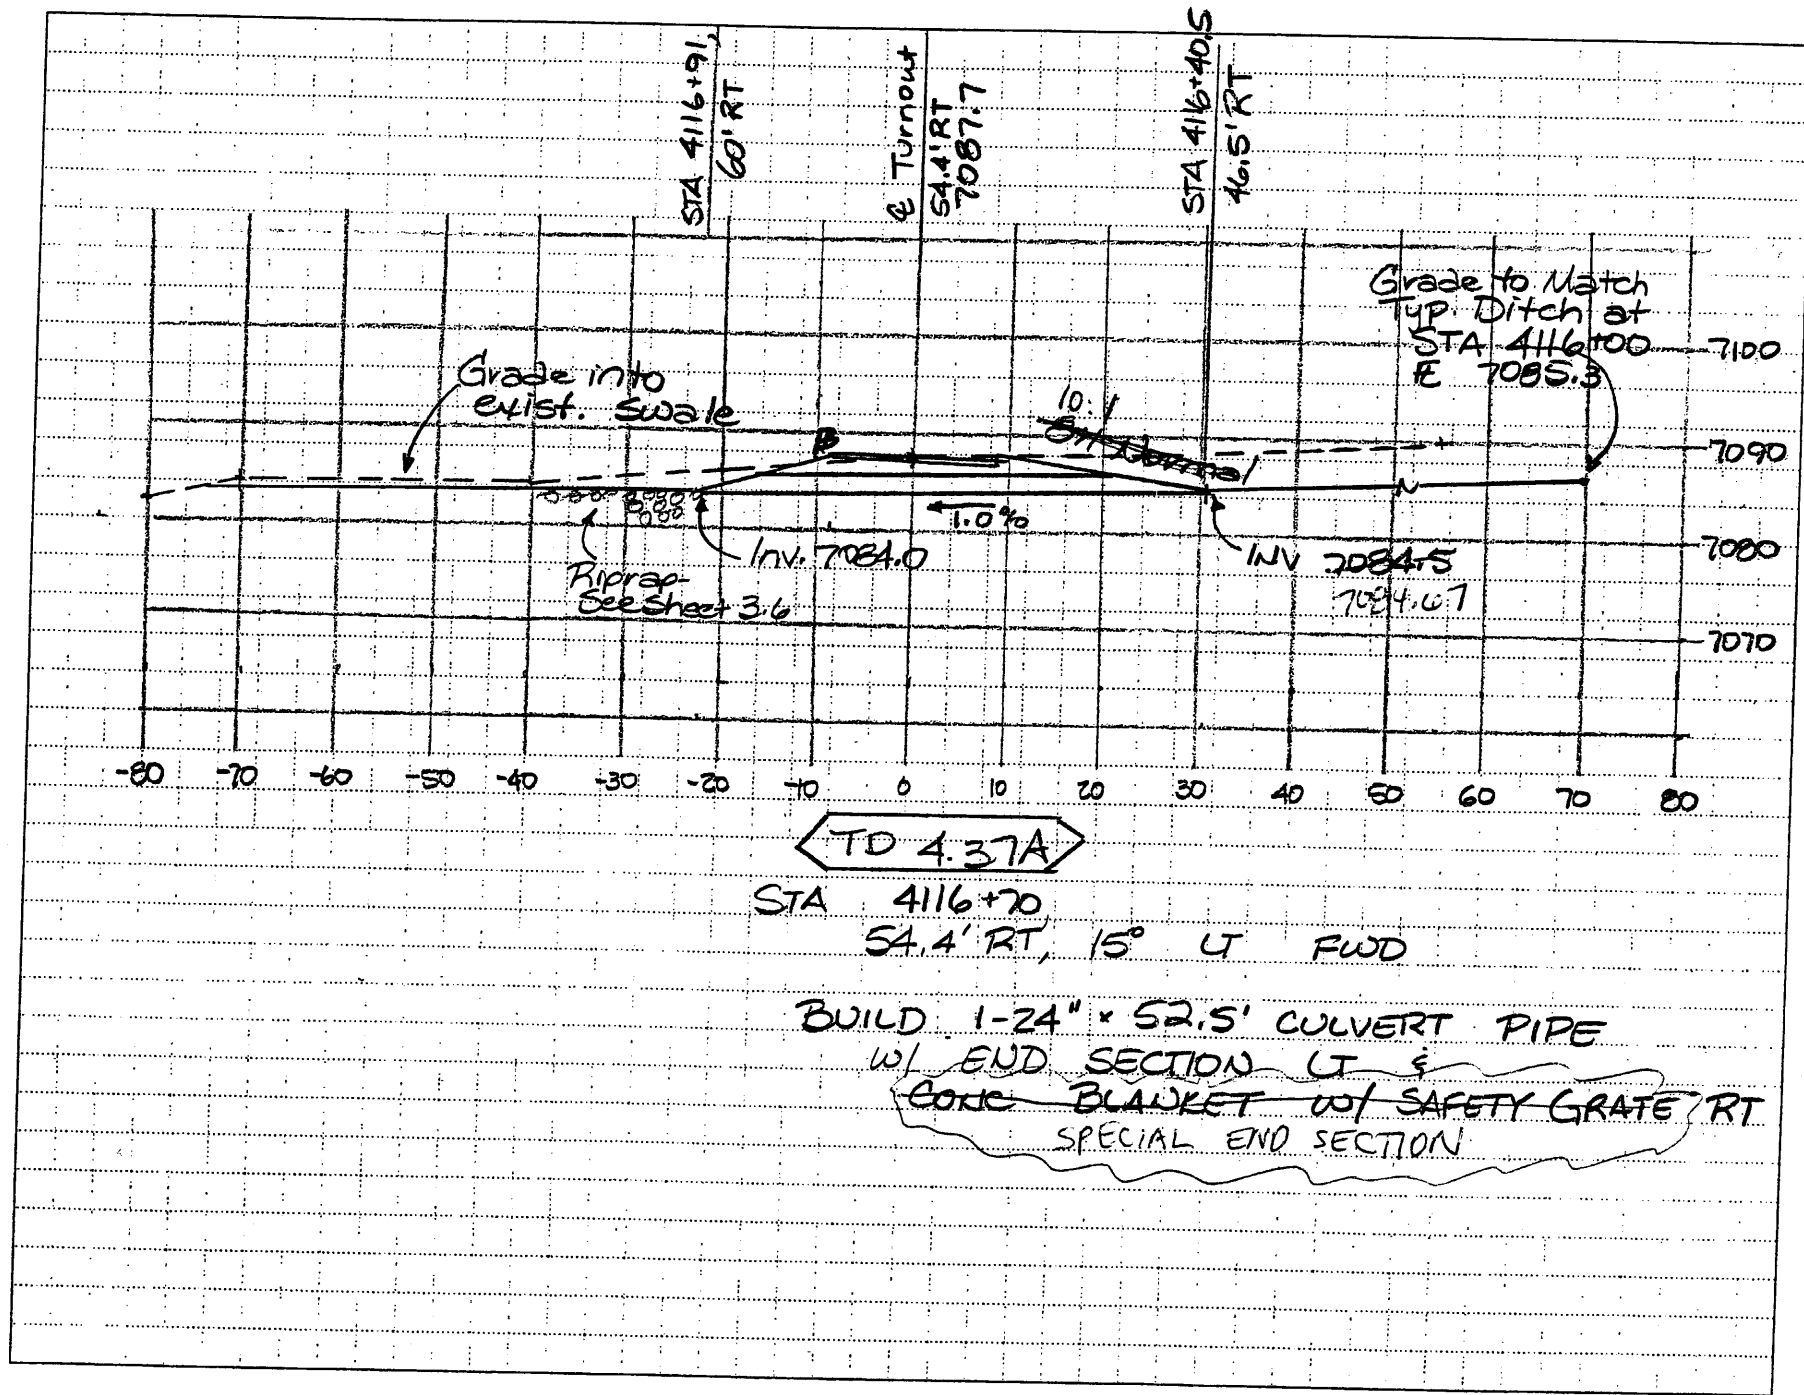 STA 4116+91,
60' RT
℄ Turnout
54.4' RT
7087.7
STA 4116+40.5
46.5' RT
Grade to Match
Typ. Ditch at
STA 4116+00
7085.3
7100
Grade into
exist. swale
10:1
8:1 Normal
7090
1.0%
7080
Inv. 7084.0
INV 7084.5
7084.67
Riprap-
See Sheet 3.6
7070
-80 -70 -60 -50 -40 -30 -20 -10 0 10 20 30 40 50 60 70 80
TD 4.37A
STA 4116+70
54.4' RT, 15° LT FWD
BUILD 1-24" x 52.5' CULVERT PIPE
W/ END SECTION LT &
CONC BLANKET W/ SAFETY GRATE RT
SPECIAL END SECTION